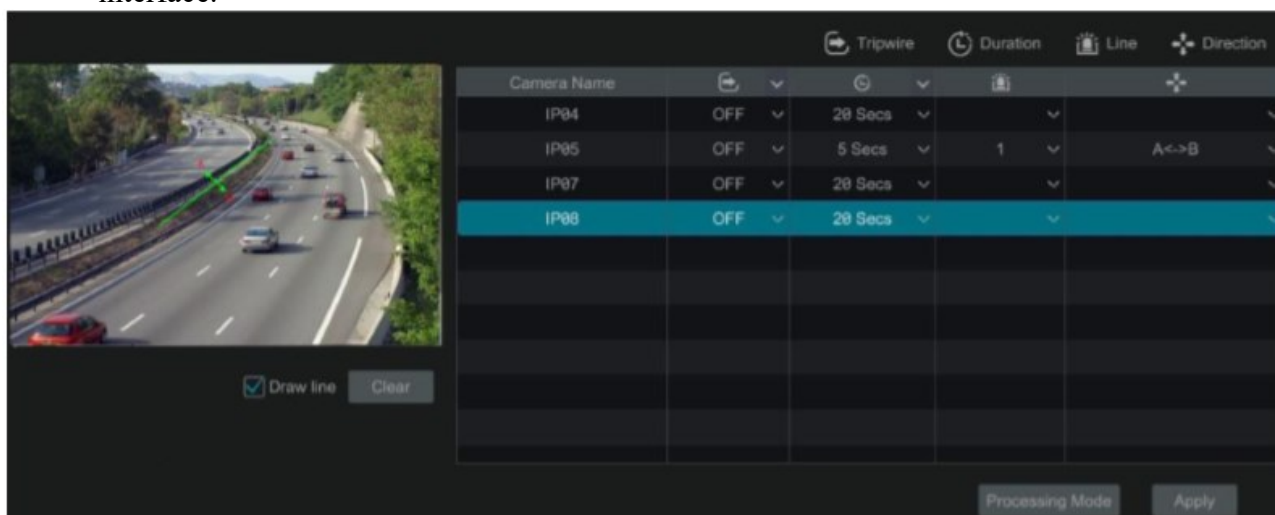 interface.
Tripwire Duration Line Direction
Camera Name
IP04 OFF 20 Secs
IP05 OFF 5 Secs 1 A<->B
IP07 OFF 20 Secs
IP08 OFF 20 Secs
Draw line Clear
Processing Mode Apply